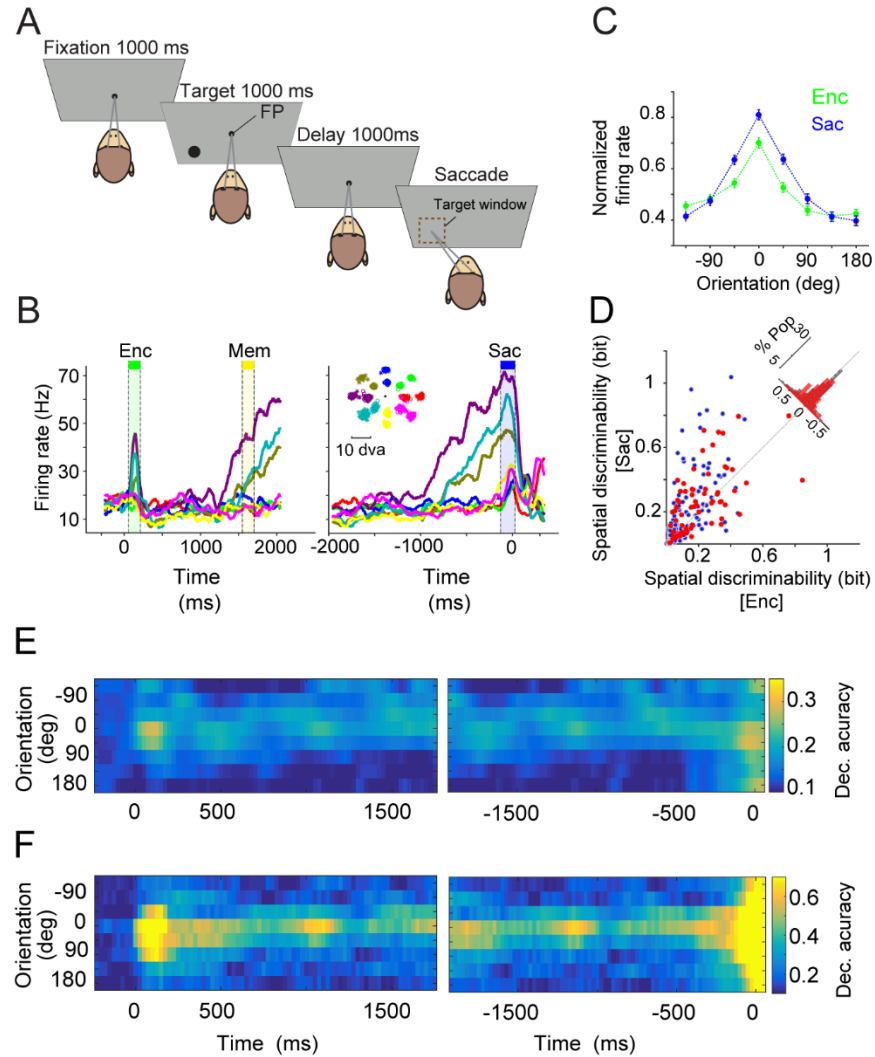 A
Fixation 1000 ms
Target 1000 ms
FP
Delay 1000ms
Saccade
Target window
B
Enc
Mem
Sac
Firing rate (Hz)
70
50
30
10
10 dva
0
1000
2000
-2000
-1000
0
Time
(ms)
Time
(ms)
C
Enc
Sac
Normalized
firing rate
0.8
0.6
0.4
-90
0
90
180
Orientation (deg)
D
% Pop
5
30
0.5
0
-0.5
Spatial discriminability (bit)
[Sac]
1
0.6
0.2
0.2
0.6
1
Spatial discriminability (bit)
[Enc]
E
Orientation
(deg)
-90
0
90
180
0
500
1500
-1500
-500
0
0.3
0.2
0.1
Dec. acuracy
F
Orientation
(deg)
-90
0
90
180
0
500
1500
-1500
-500
0
Time (ms)
Time (ms)
0.6
0.4
0.2
Dec. acuracy